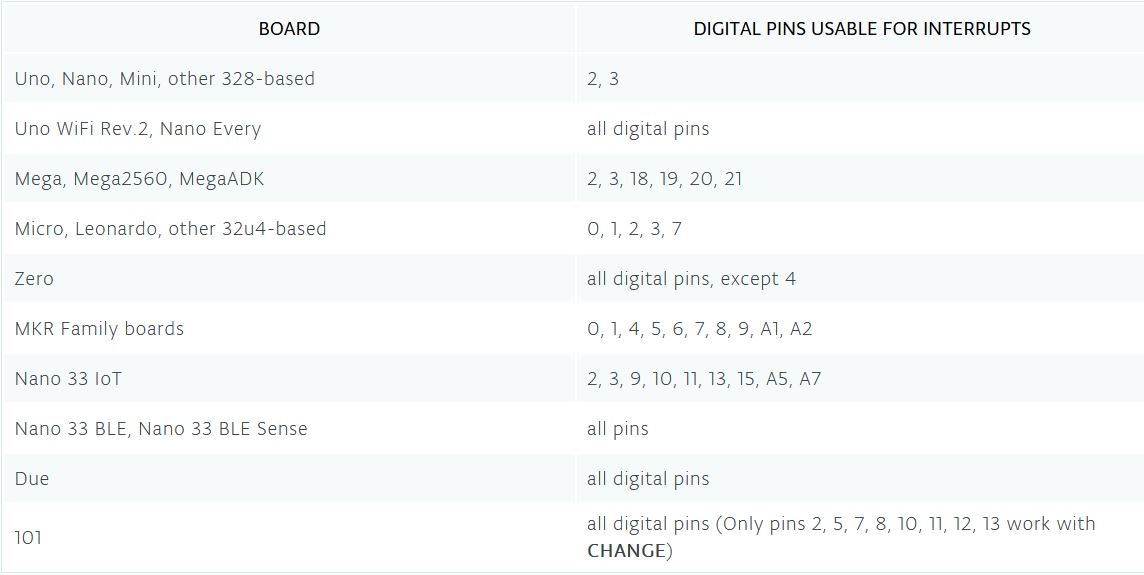 BOARD DIGITAL PINS USABLE FOR INTERRUPTS
Uno, Nano, Mini, other 328-based 2, 3
Uno WiFi Rev.2, Nano Every all digital pins
Mega, Mega2560, MegaADK 2, 3, 18, 19, 20, 21
Micro, Leonardo, other 32u4-based 0, 1, 2, 3, 7
Zero all digital pins, except 4
MKR Family boards 0, 1, 4, 5, 6, 7, 8, 9, A1, A2
Nano 33 IoT 2, 3, 9, 10, 11, 13, 15, A5, A7
Nano 33 BLE, Nano 33 BLE Sense all pins
Due all digital pins
101 all digital pins (Only pins 2, 5, 7, 8, 10, 11, 12, 13 work with
CHANGE)